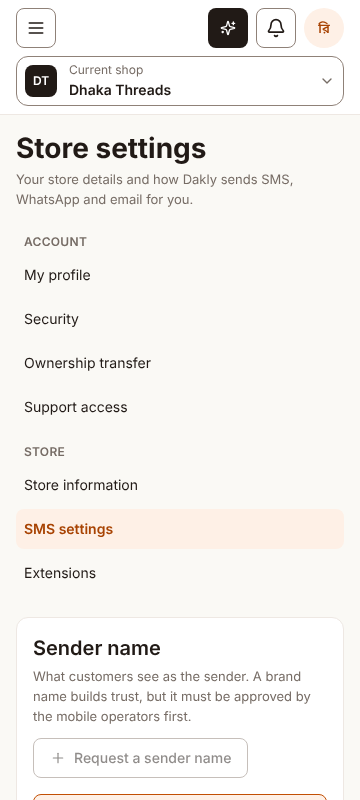 Current shop
DT
Dhaka Threads
রি
Store settings
Your store details and how Dakly sends SMS,
WhatsApp and email for you.
ACCOUNT
My profile
Security
Ownership transfer
Support access
STORE
Store information
SMS settings
Extensions
Sender name
What customers see as the sender. A brand
name builds trust, but it must be approved by
the mobile operators first.
Request a sender name